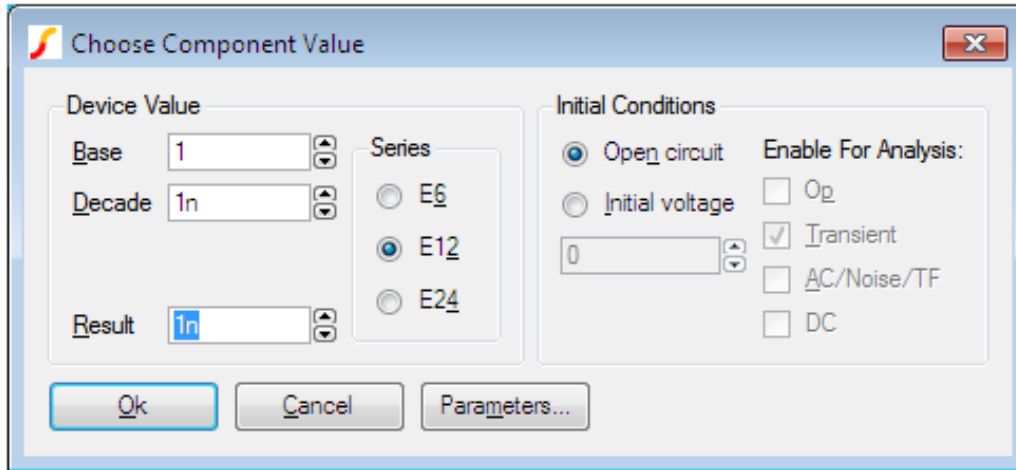 Choose Component Value
Device Value
Base 1
Decade 1n
Result 1n
Series
E6
E12
E24
Initial Conditions
Open circuit
Initial voltage
0
Enable For Analysis:
Op
Transient
AC/Noise/TF
DC
Ok Cancel Parameters...